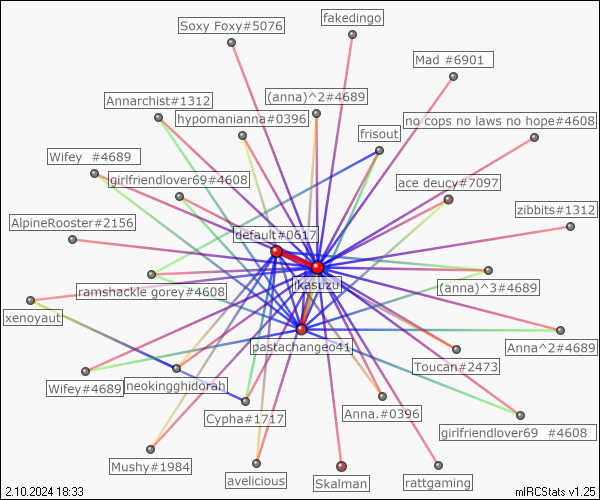 fakedingo
Soxy Foxy#5076
Mad #6901
(anna)^2#4689
Annarchist#1312
hypomanianna#0396
no cops no laws no hope#4608
frisout
Wifey  #4689
girlfriendlover69#4608
ace deucy#7097
zibbits#1312
AlpineRooster#2156
default#0617
ikasuzu
ramshackle gorey#4608
(anna)^3#4689
xenoyaut
pastachangeo41
Anna^2#4689
Toucan#2473
Wifey#4689
neokingghidorah
Cypha#1717
Anna.#0396
girlfriendlover69  #4608
Mushy#1984
avelicious
Skalman
rattgaming
2.10.2024 18:33
mIRCStats v1.25